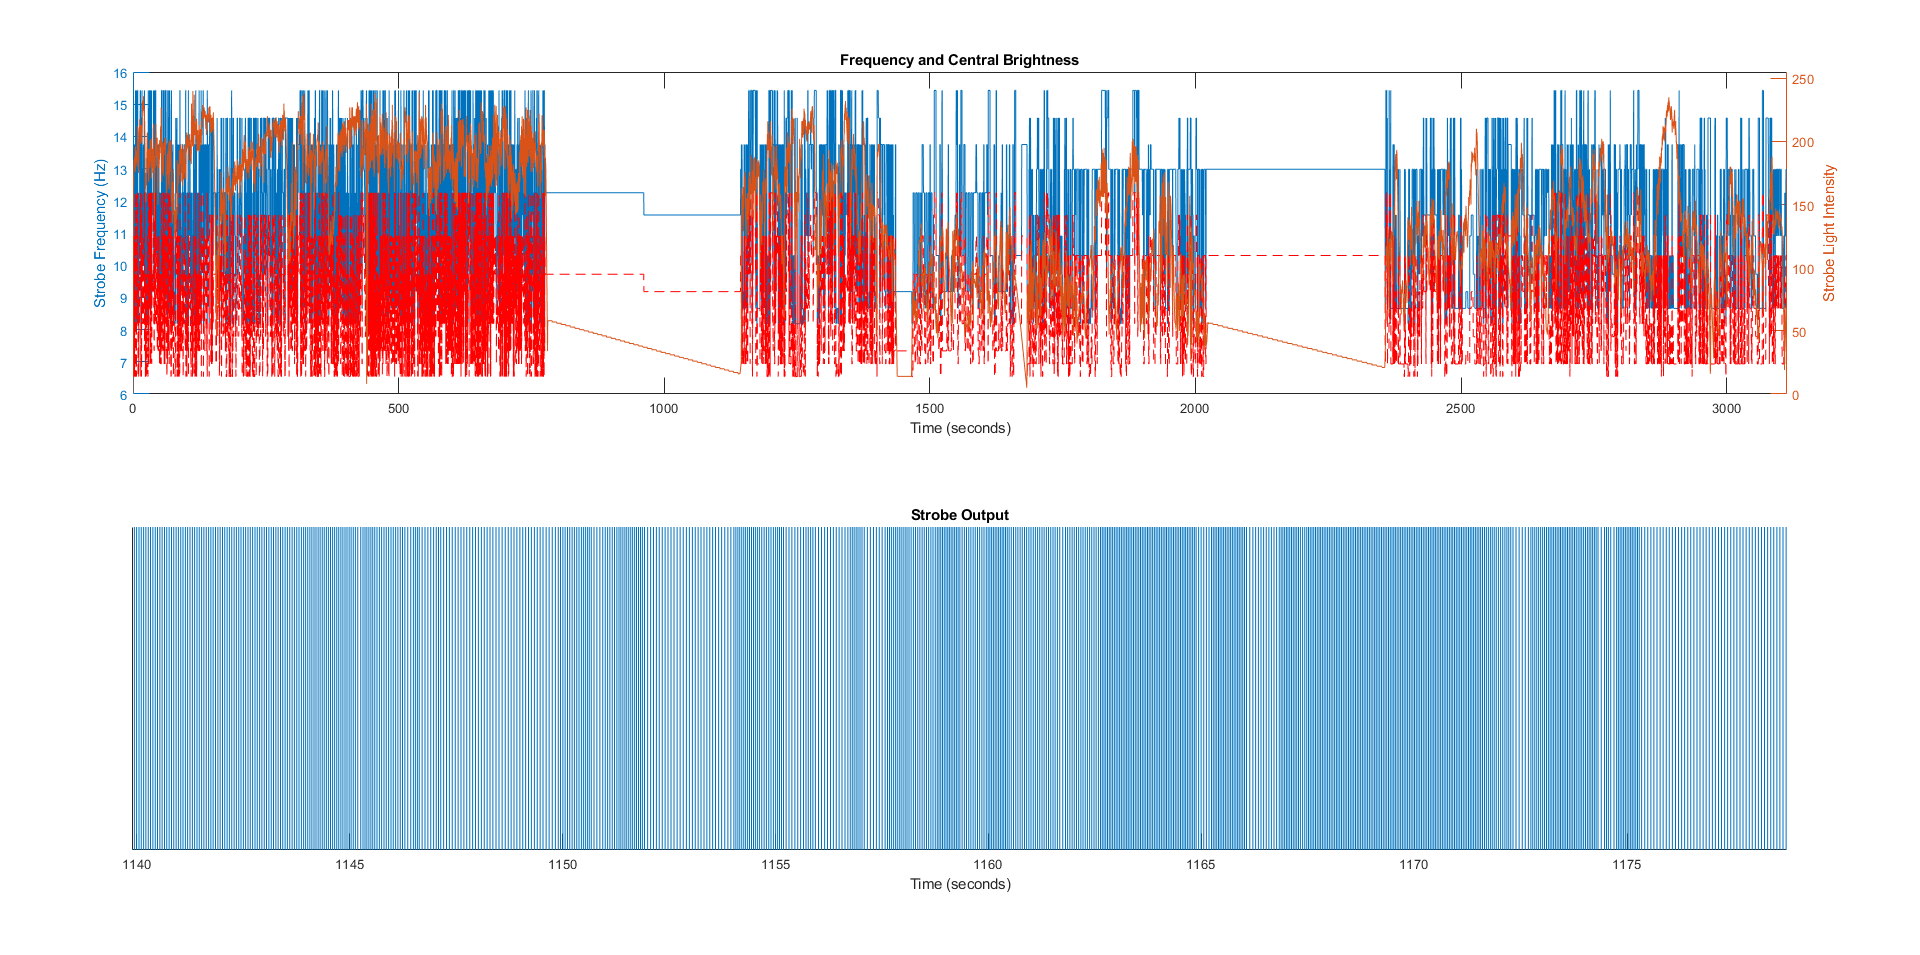 Frequency and Central Brightness
16
15
14
13
12
11
10
9
8
7
6
Strobe Frequency (Hz)
250
200
150
100
50
0
Strobe Light Intensity
0 500 1000 1500 2000 2500 3000
Time (seconds)
Strobe Output
1140 1145 1150 1155 1160 1165 1170 1175
Time (seconds)